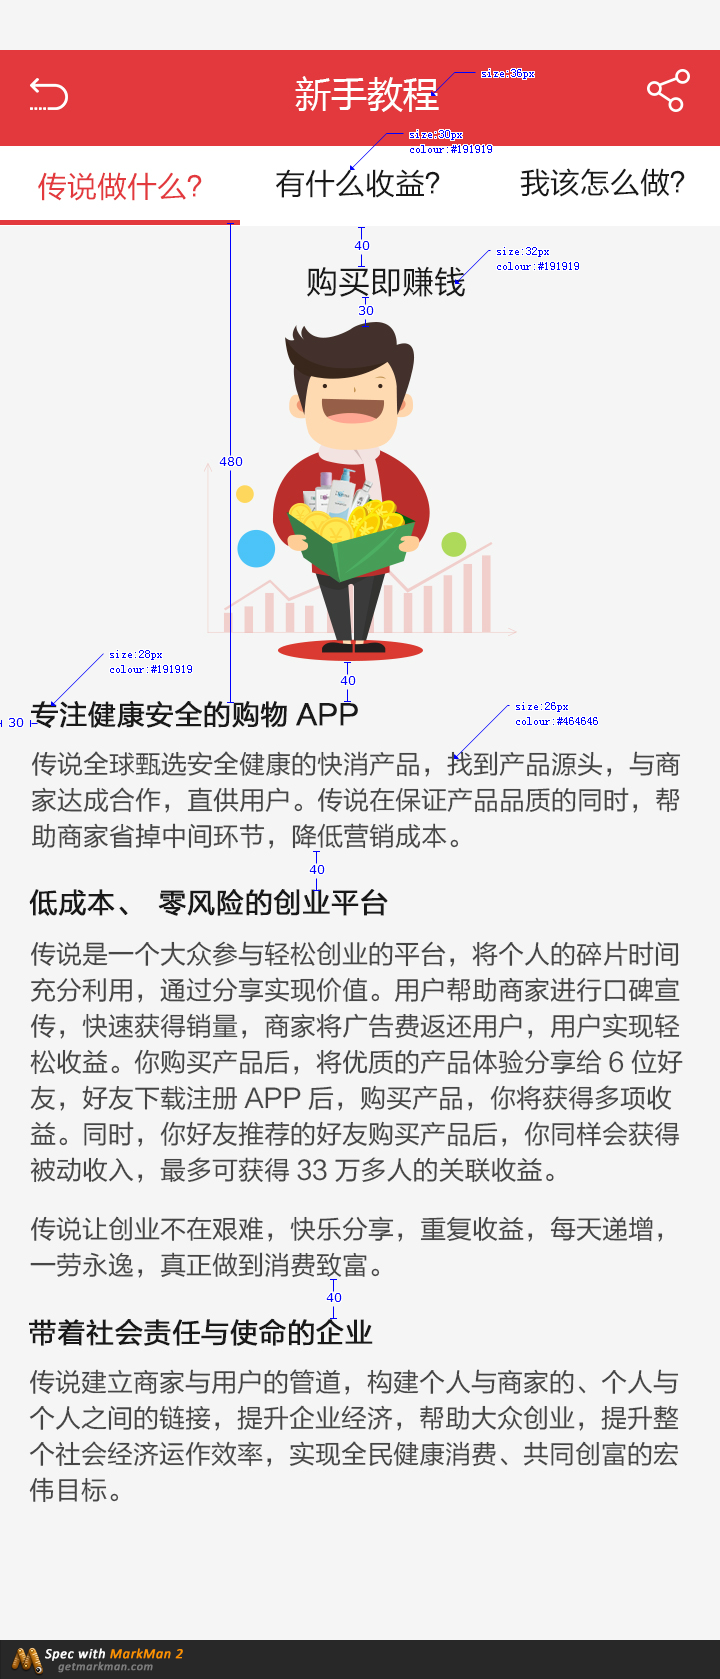 新手教程
size:36px
size:30px
colour:#191919
传说做什么?
有什么收益?
我该怎么做?
40
size:32px
colour:#191919
购买即赚钱
30
480
size:28px
colour:#191919
40
30
专注健康安全的购物 APP
size:26px
colour:#464646
传说全球甄选安全健康的快消产品，找到产品源头，与商
家达成合作，直供用户。传说在保证产品品质的同时，帮
助商家省掉中间环节，降低营销成本。
40
低成本、 零风险的创业平台
传说是一个大众参与轻松创业的平台，将个人的碎片时间
充分利用，通过分享实现价值。用户帮助商家进行口碑宣
传，快速获得销量，商家将广告费返还用户，用户实现轻
松收益。你购买产品后，将优质的产品体验分享给 6 位好
友，好友下载注册 APP 后，购买产品，你将获得多项收
益。同时，你好友推荐的好友购买产品后，你同样会获得
被动收入，最多可获得 33 万多人的关联收益。
传说让创业不在艰难，快乐分享，重复收益，每天递增，
一劳永逸，真正做到消费致富。
40
带着社会责任与使命的企业
传说建立商家与用户的管道，构建个人与商家的、个人与
个人之间的链接，提升企业经济，帮助大众创业，提升整
个社会经济运作效率，实现全民健康消费、共同创富的宏
伟目标。
Spec with MarkMan 2
getmarkman.com